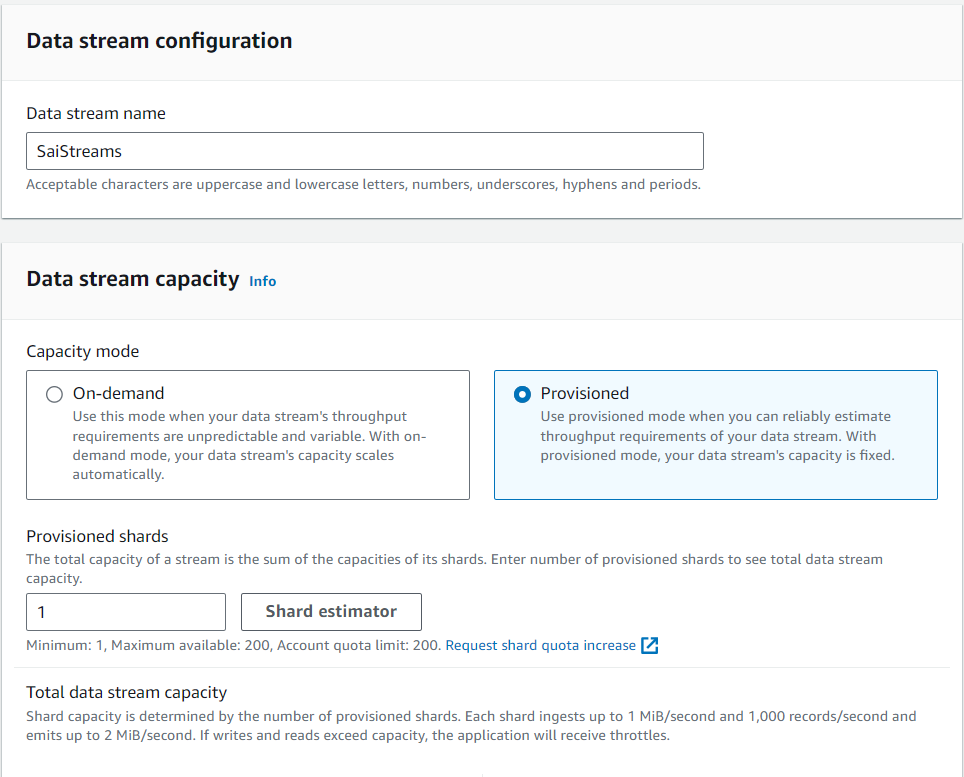 Data stream configuration
Data stream name
SaiStreams
Acceptable characters are uppercase and lowercase letters, numbers, underscores, hyphens and periods.
Data stream capacity Info
Capacity mode
On-demand
Use this mode when your data stream's throughput
requirements are unpredictable and variable. With on-
demand mode, your data stream's capacity scales
automatically.
Provisioned
Use provisioned mode when you can reliably estimate
throughput requirements of your data stream. With
provisioned mode, your data stream's capacity is fixed.
Provisioned shards
The total capacity of a stream is the sum of the capacities of its shards. Enter number of provisioned shards to see total data stream
capacity.
1
Shard estimator
Minimum: 1, Maximum available: 200, Account quota limit: 200. Request shard quota increase
Total data stream capacity
Shard capacity is determined by the number of provisioned shards. Each shard ingests up to 1 MiB/second and 1,000 records/second and
emits up to 2 MiB/second. If writes and reads exceed capacity, the application will receive throttles.